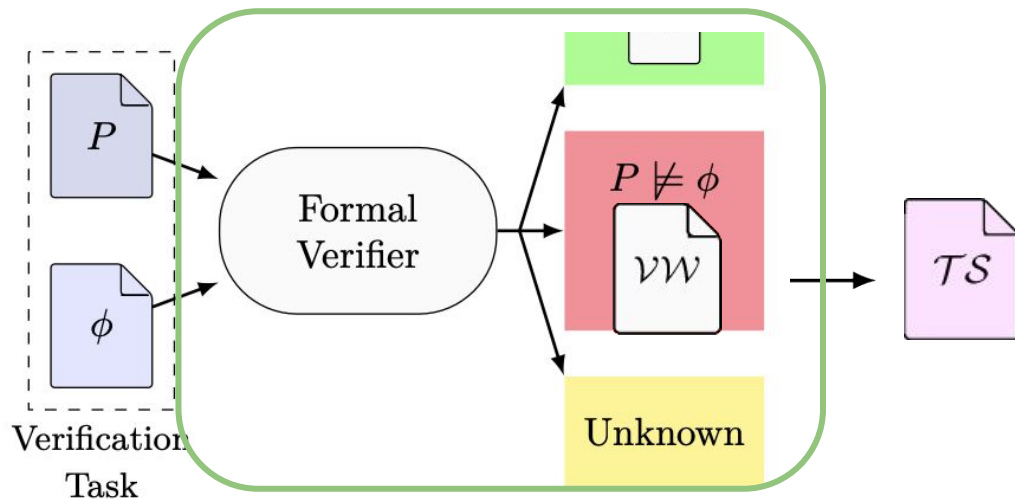 P
ϕ
Verification
Task
Formal
Verifier
P ⊭ ϕ
𝒱𝒲
Unknown
𝒯𝒮